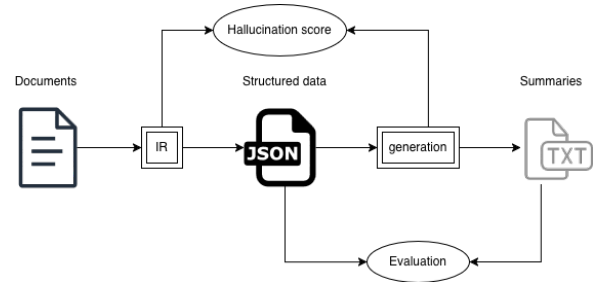 Hallucination score
Documents
Structured data
Summaries
IR
JSON
generation
TXT
Evaluation